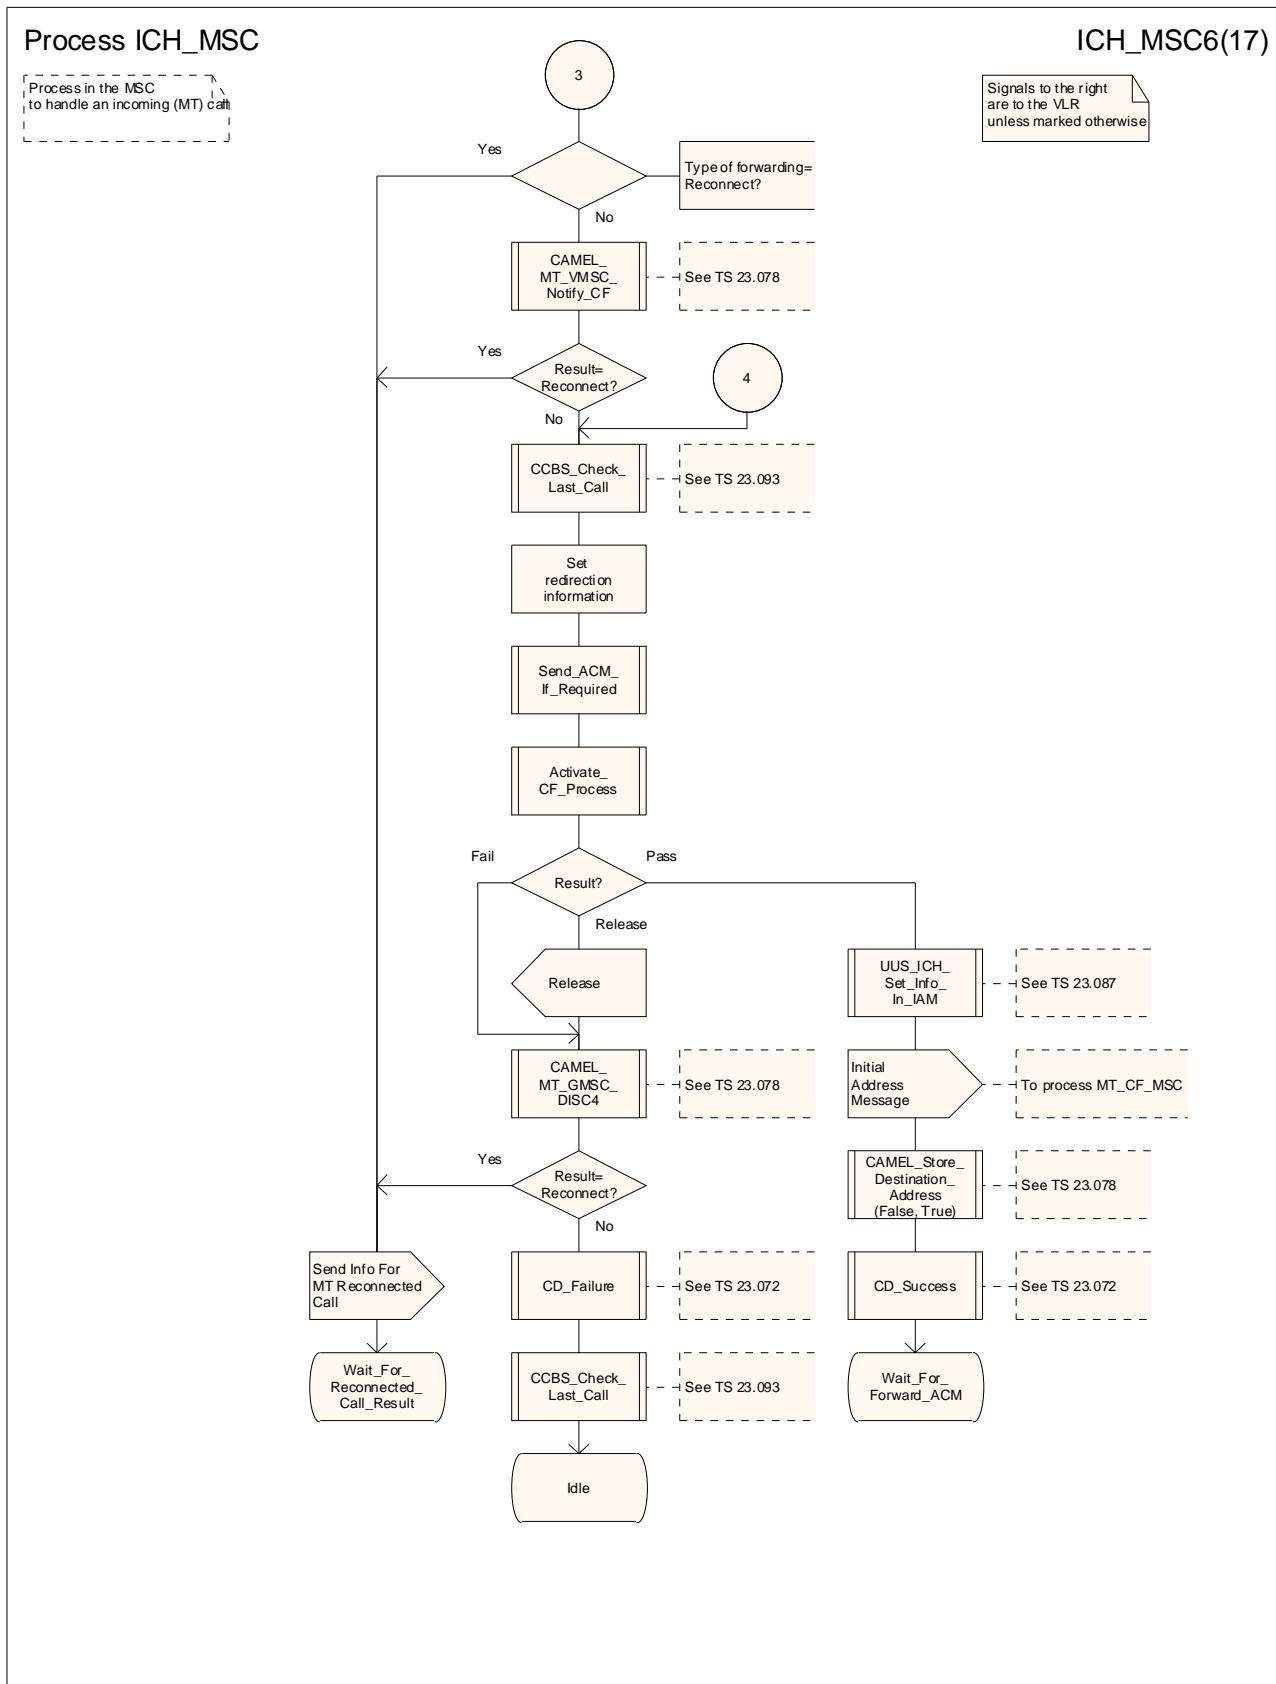 Process ICH_MSC
ICH_MSC6(17)
Process in the MSC
to handle an incoming (MT) call
Signals to the right
are to the VLR
unless marked otherwise
3
Yes
Type of forwarding=
Reconnect?
No
CAMEL_
MT_VMSC_
Notify_CF
See TS 23.078
Yes
Result=
Reconnect?
4
No
CCBS_Check_
Last_Call
See TS 23.093
Set
redirection
information
Send_ACM_
If_Required
Activate_
CF_Process
Fail
Pass
Result?
Release
Release
UUS_ICH_
Set_Info_
In_IAM
See TS 23.087
CAMEL_
MT_GMSC_
DISC4
See TS 23.078
Initial
Address
Message
To process MT_CF_MSC
Yes
Result=
Reconnect?
No
CAMEL_Store_
Destination_
Address
(False, True)
See TS 23.078
Send Info For
MT Reconnected
Call
CD_Failure
See TS 23.072
CD_Success
See TS 23.072
Wait_For_
Reconnected_
Call_Result
CCBS_Check_
Last_Call
See TS 23.093
Wait_For_
Forward_ACM
Idle